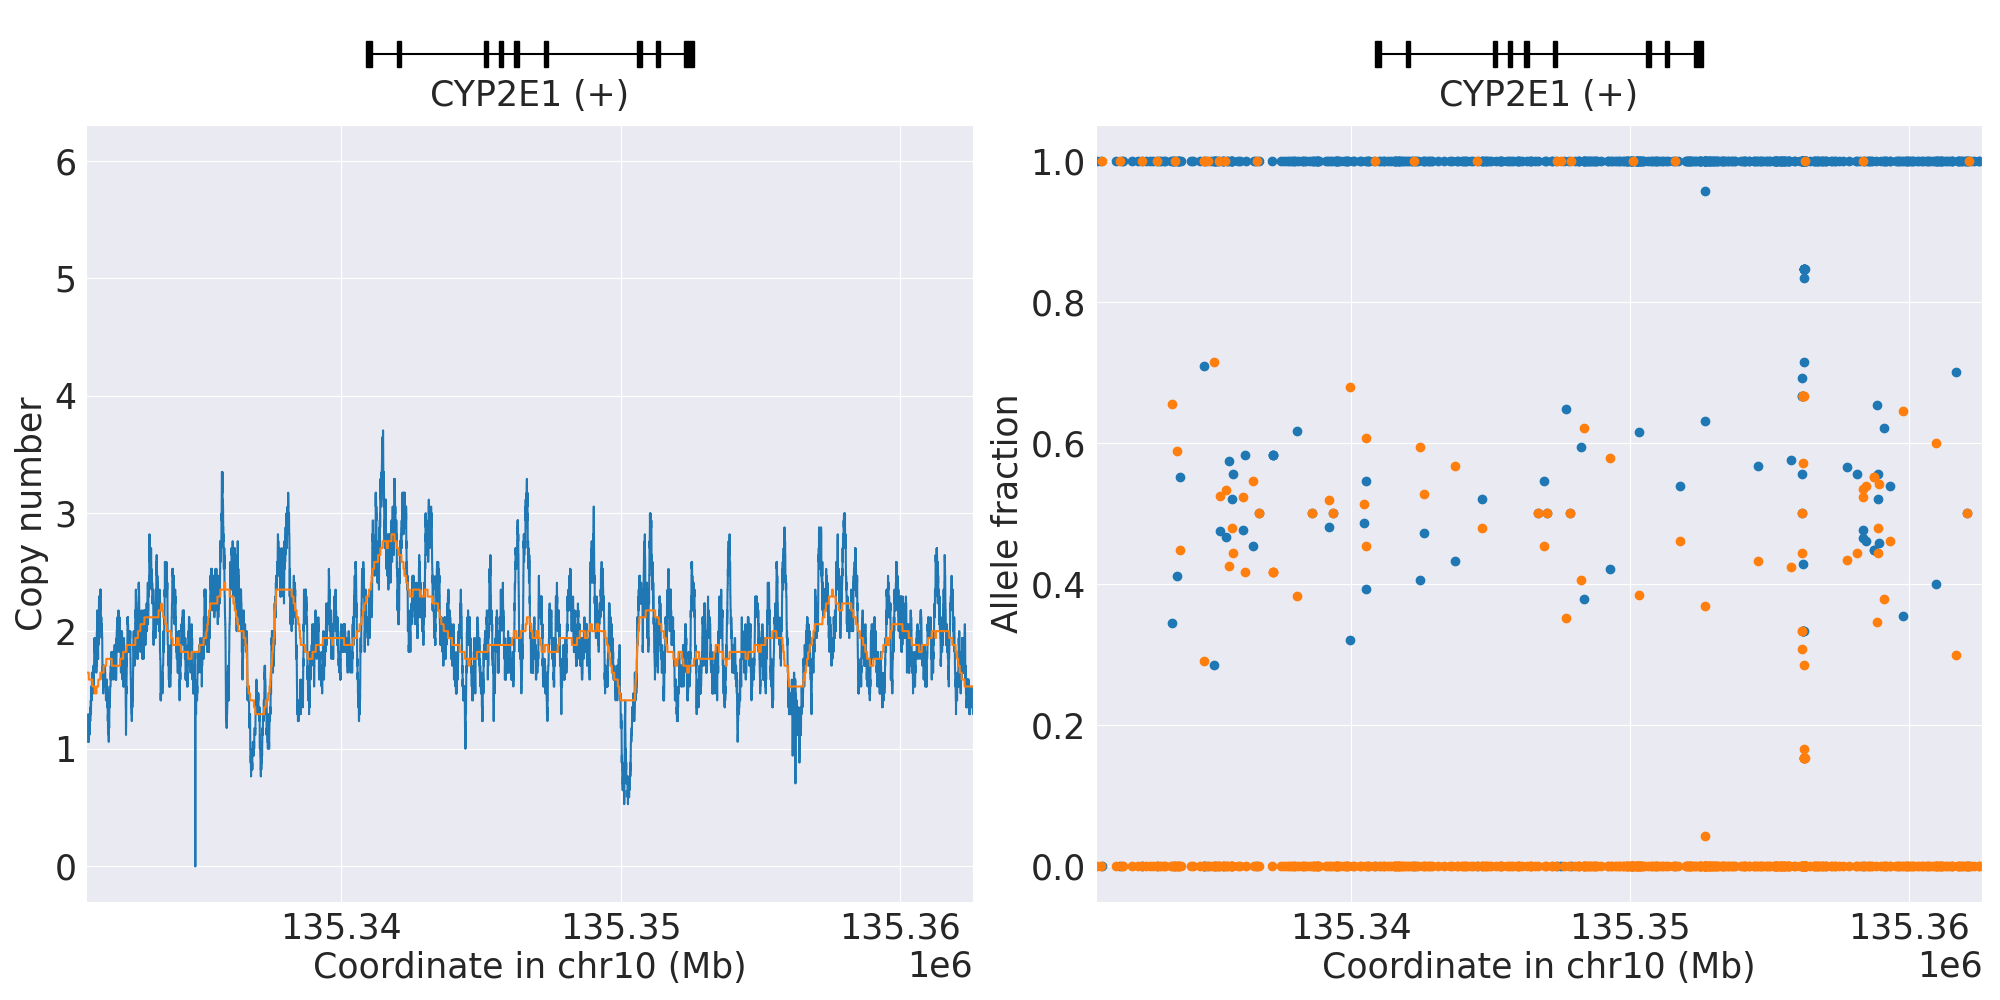 CYP2E1 (+)
Copy number
6
5
4
3
2
1
0
135.34
135.35
135.36
Coordinate in chr10 (Mb)
1e6
CYP2E1 (+)
Allele fraction
1.0
0.8
0.6
0.4
0.2
0.0
135.34
135.35
135.36
Coordinate in chr10 (Mb)
1e6